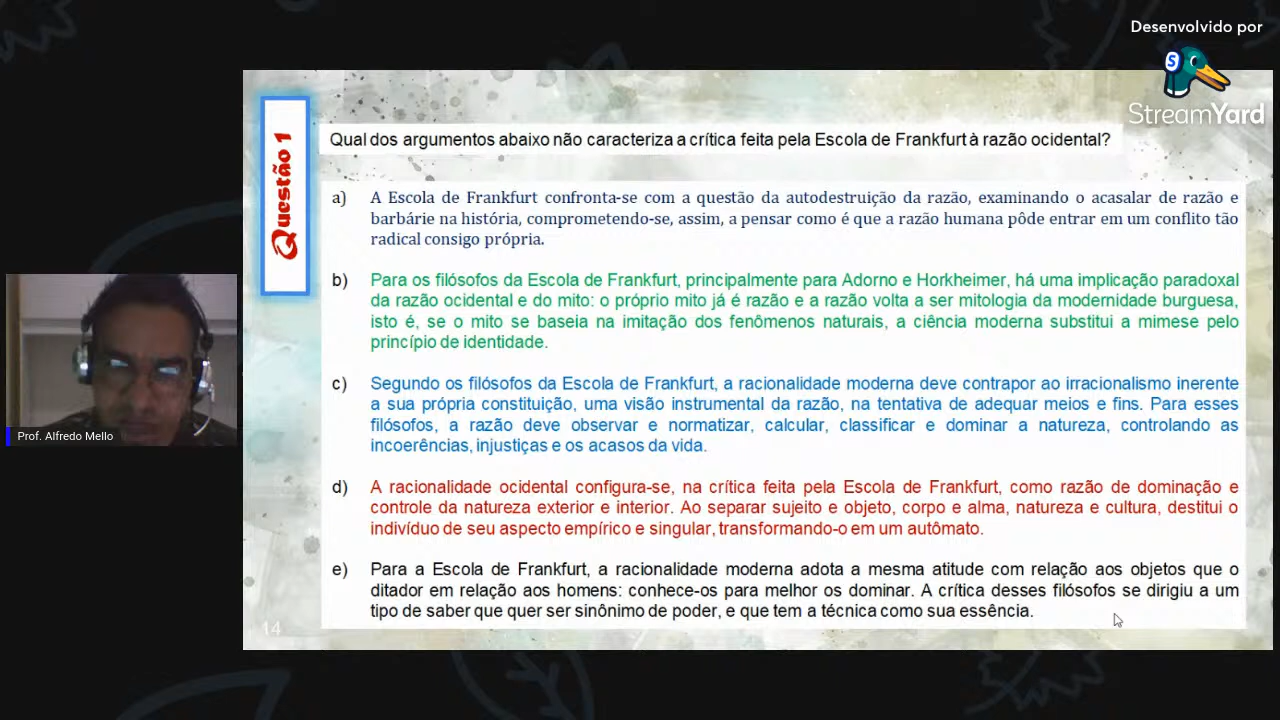 Desenvolvido por
StreamYard
Questão 1
Qual dos argumentos abaixo não caracteriza a crítica feita pela Escola de Frankfurt à razão ocidental?
a) A Escola de Frankfurt confronta-se com a questão da autodestruição da razão, examinando o acasalar de razão e
barbárie na história, comprometendo-se, assim, a pensar como é que a razão humana pôde entrar em um conflito tão
radical consigo própria.
b) Para os filósofos da Escola de Frankfurt, principalmente para Adorno e Horkheimer, há uma implicação paradoxal
da razão ocidental e do mito: o próprio mito já é razão e a razão volta a ser mitologia da modernidade burguesa,
isto é, se o mito se baseia na imitação dos fenômenos naturais, a ciência moderna substitui a mimese pelo
princípio de identidade.
c) Segundo os filósofos da Escola de Frankfurt, a racionalidade moderna deve contrapor ao irracionalismo inerente
a sua própria constituição, uma visão instrumental da razão, na tentativa de adequar meios e fins. Para esses
filósofos, a razão deve observar e normatizar, calcular, classificar e dominar a natureza, controlando as
incoerências, injustiças e os acasos da vida.
d) A racionalidade ocidental configura-se, na crítica feita pela Escola de Frankfurt, como razão de dominação e
controle da natureza exterior e interior. Ao separar sujeito e objeto, corpo e alma, natureza e cultura, destitui o
indivíduo de seu aspecto empírico e singular, transformando-o em um autômato.
e) Para a Escola de Frankfurt, a racionalidade moderna adota a mesma atitude com relação aos objetos que o
ditador em relação aos homens: conhece-os para melhor os dominar. A crítica desses filósofos se dirigiu a um
tipo de saber que quer ser sinônimo de poder, e que tem a técnica como sua essência.
14
Prof. Alfredo Mello